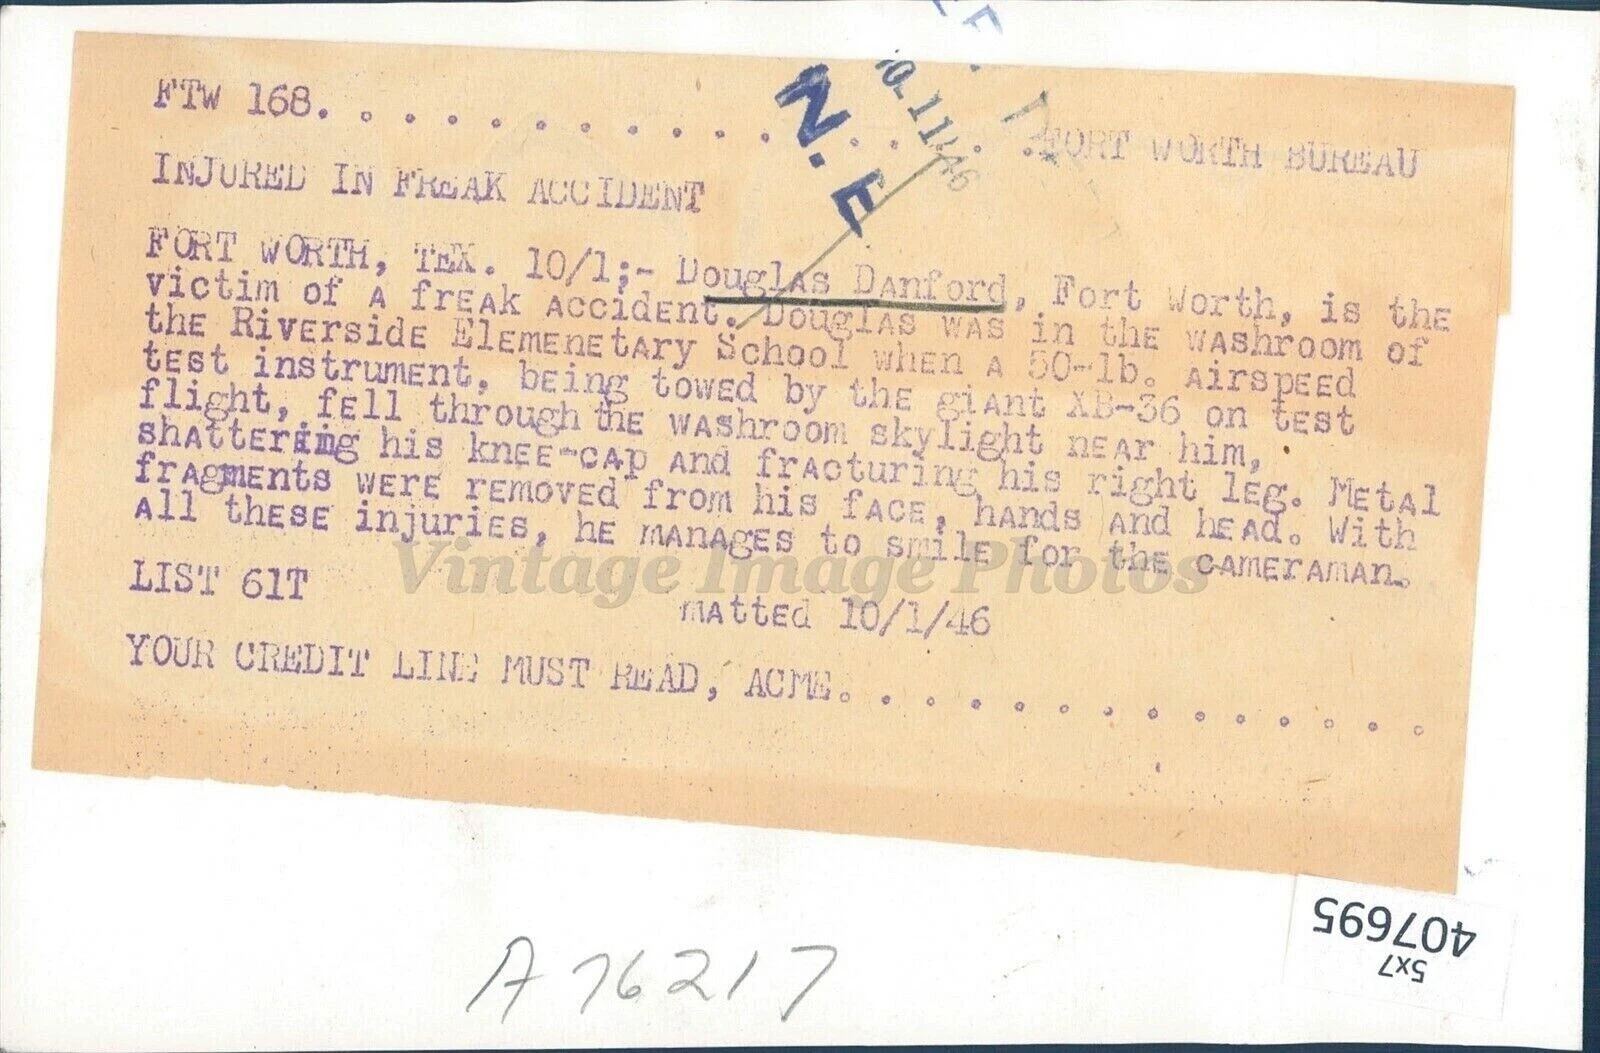 FTW 168. . . . . . . . . . . . . . . . .FORT WORTH BUREAU
INJURED IN FREAK ACCIDENT
FORT WORTH, TEX. 10/1;- Douglas Danford, Fort Worth, is the
victim of a freak accident. Douglas was in the washroom of
the Riverside Elemenetary School when a 50-lb. airspeed
test instrument, being towed by the giant XB-36 on test
flight, fell through the washroom skylight near him,
shattering his knee-cap and fracturing his right leg. Metal
fragments were removed from his face, hands and head. With
all these injuries, he manages to smile for the cameraman.
LIST 61T
matted 10/1/46
YOUR CREDIT LINE MUST READ, ACME. . . . . . . . . . . . . .
N. E
Vintage Image Photos
A 76217
5x7
407695